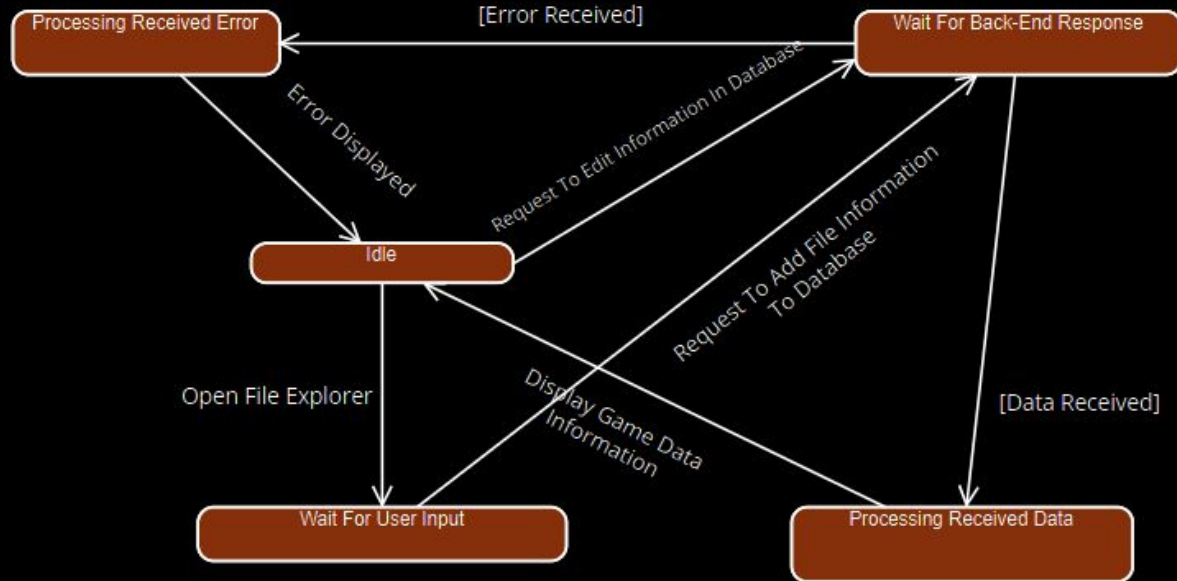 Processing Received Error
[Error Received]
Wait For Back-End Response
Error Displayed
Request To Edit Information In Database
Request To Add File Information
To Database
Idle
Open File Explorer
Display Game Data
Information
[Data Received]
Wait For User Input
Processing Received Data